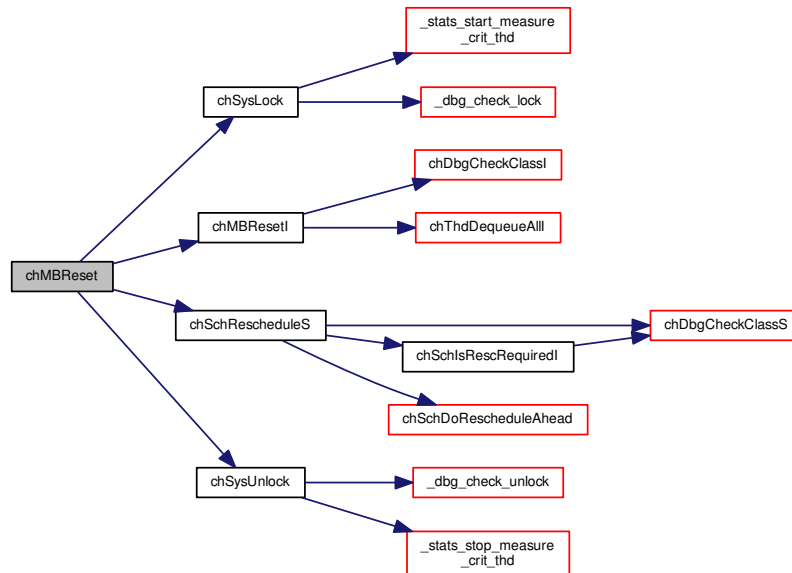 _stats_start_measure
_crit_thd
chSysLock
_dbg_check_lock
chDbgCheckClassI
chMBResetI
chThdDequeueAllI
chMBReset
chSchRescheduleS
chDbgCheckClassS
chSchIsRescRequiredI
chSchDoRescheduleAhead
chSysUnlock
_dbg_check_unlock
_stats_stop_measure
_crit_thd